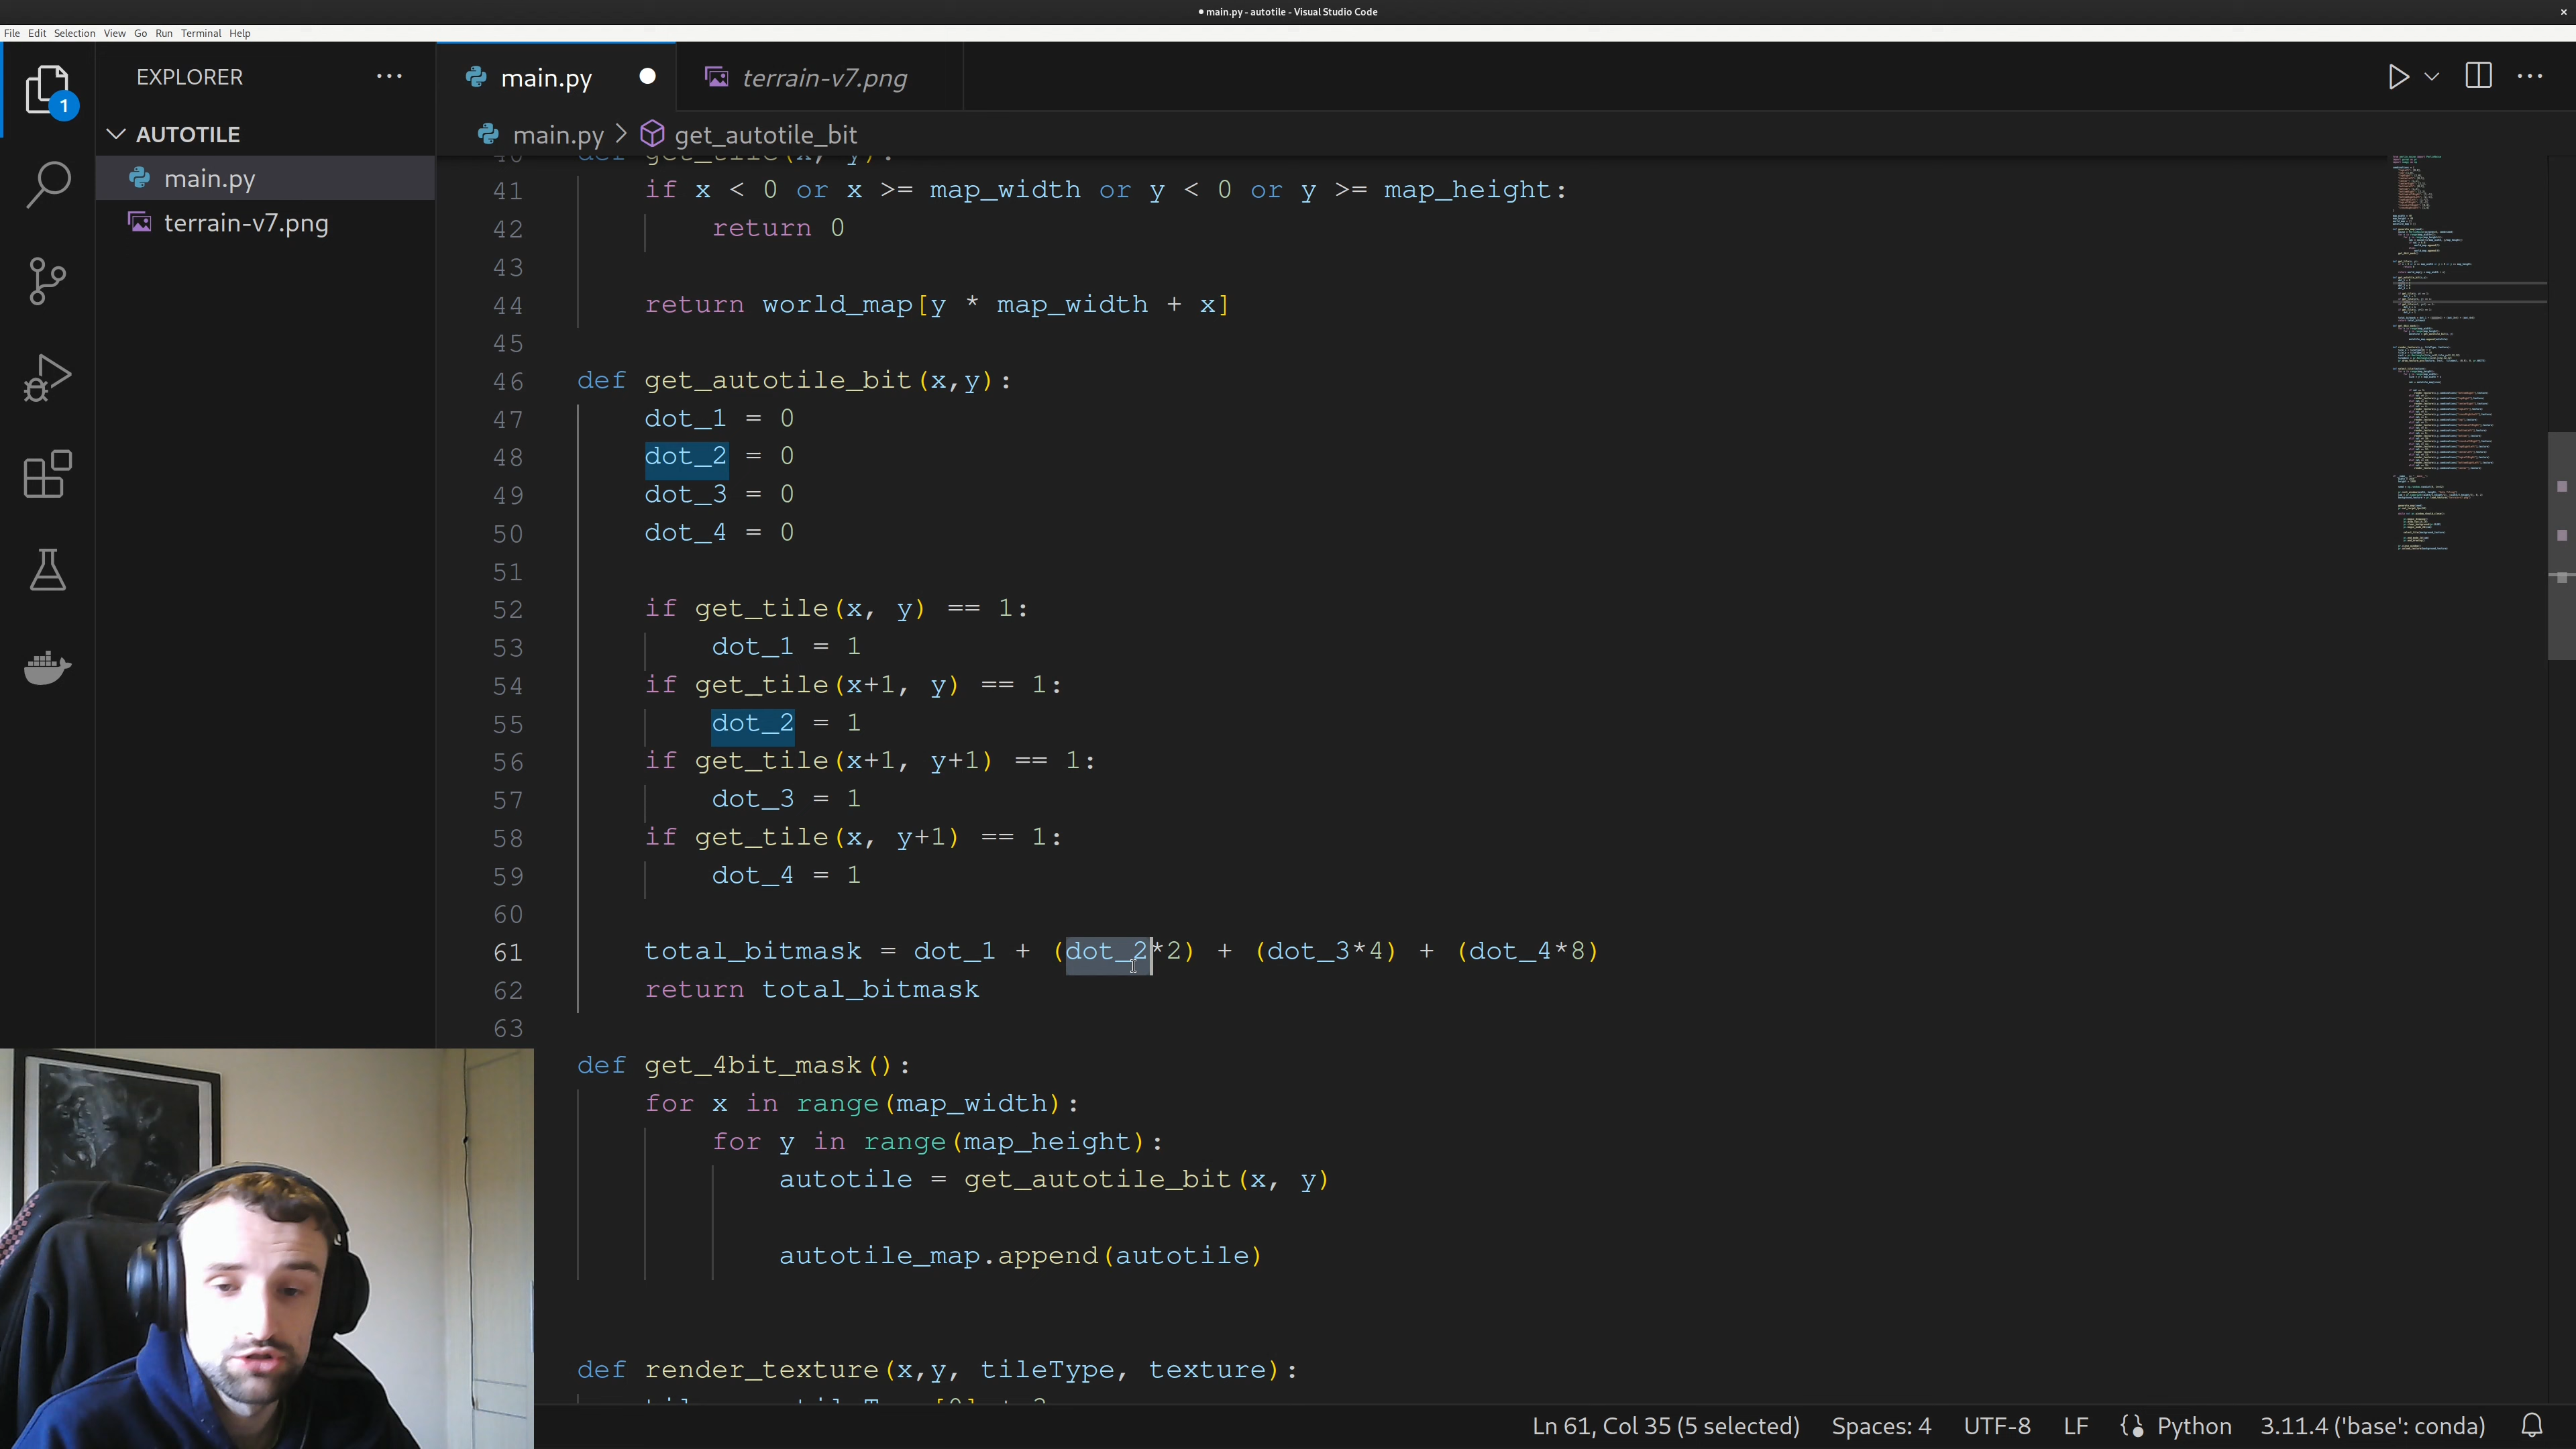 main.py - autotile - Visual Studio Code
File Edit Selection View Go Run Terminal Help
EXPLORER
main.py
terrain-v7.png
AUTOTILE
main.py > get_autotile_bit
main.py
terrain-v7.png
1
40 def get_tile(x, y):
41 if x < 0 or x >= map_width or y < 0 or y >= map_height:
42 return 0
43
44 return world_map[y * map_width + x]
45
46 def get_autotile_bit(x,y):
47 dot_1 = 0
48 dot_2 = 0
49 dot_3 = 0
50 dot_4 = 0
51
52 if get_tile(x, y) == 1:
53 dot_1 = 1
54 if get_tile(x+1, y) == 1:
55 dot_2 = 1
56 if get_tile(x+1, y+1) == 1:
57 dot_3 = 1
58 if get_tile(x, y+1) == 1:
59 dot_4 = 1
60
61 total_bitmask = dot_1 + (dot_2*2) + (dot_3*4) + (dot_4*8)
62 return total_bitmask
63
def get_4bit_mask():
for x in range(map_width):
for y in range(map_height):
autotile = get_autotile_bit(x, y)
autotile_map.append(autotile)
def render_texture(x,y, tileType, texture):
Ln 61, Col 35 (5 selected) Spaces: 4 UTF-8 LF Python 3.11.4 ('base': conda)